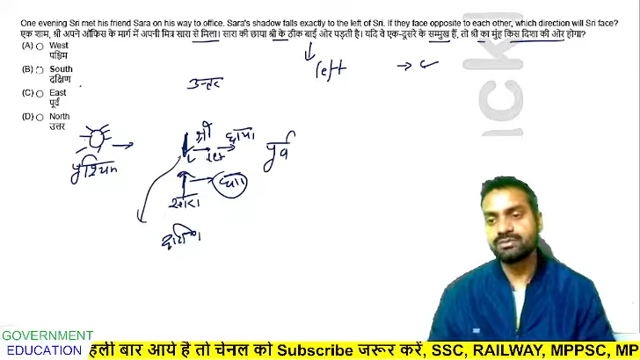 One evening Sri met his friend Sara on his way to office. Sara's shadow falls exactly to the left of Sri. If they face opposite to each other, which direction will Sri face?
एक शाम, श्री अपने ऑफिस के मार्ग में अपनी मित्र सारा से मिला। सारा की छाया श्री के ठीक बाईं ओर पड़ती है। यदि वे एक-दूसरे के सम्मुख हैं, तो श्री का मुंह किस दिशा की ओर होगा?
(A) West
पश्चिम
(B) South
दक्षिण
(C) East
पूर्व
(D) North
उत्तर
left
उत्तर
श्री छाया
पूर्व
छाया
सारा
GOVERNMENT
EDUCATION
हली बार आये है तो चेनल को Subscribe जरूर करें, SSC, RAILWAY, MPPSC, MP